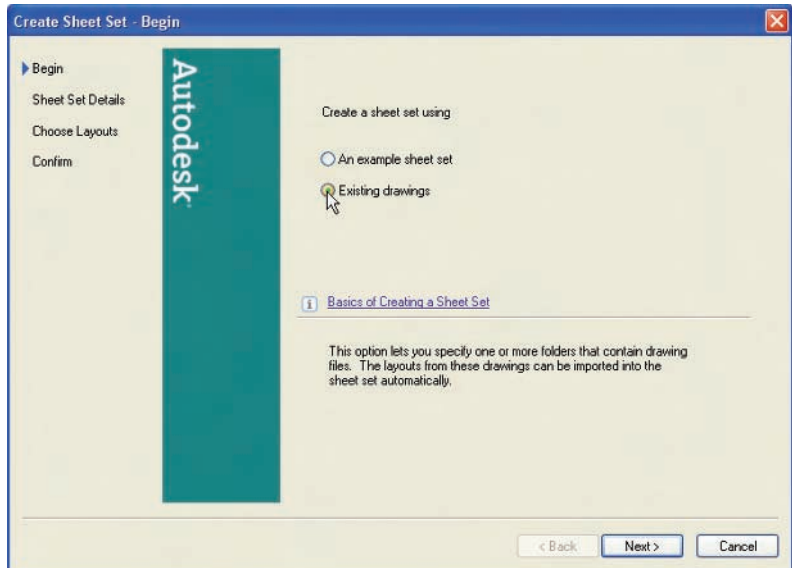 Create Sheet Set - Begin
Begin
Sheet Set Details
Choose Layouts
Confirm
Autodesk
Create a sheet set using
An example sheet set
Existing drawings
i
Basics of Creating a Sheet Set
This option lets you specify one or more folders that contain drawing
files. The layouts from these drawings can be imported into the
sheet set automatically.
< Back
Next >
Cancel